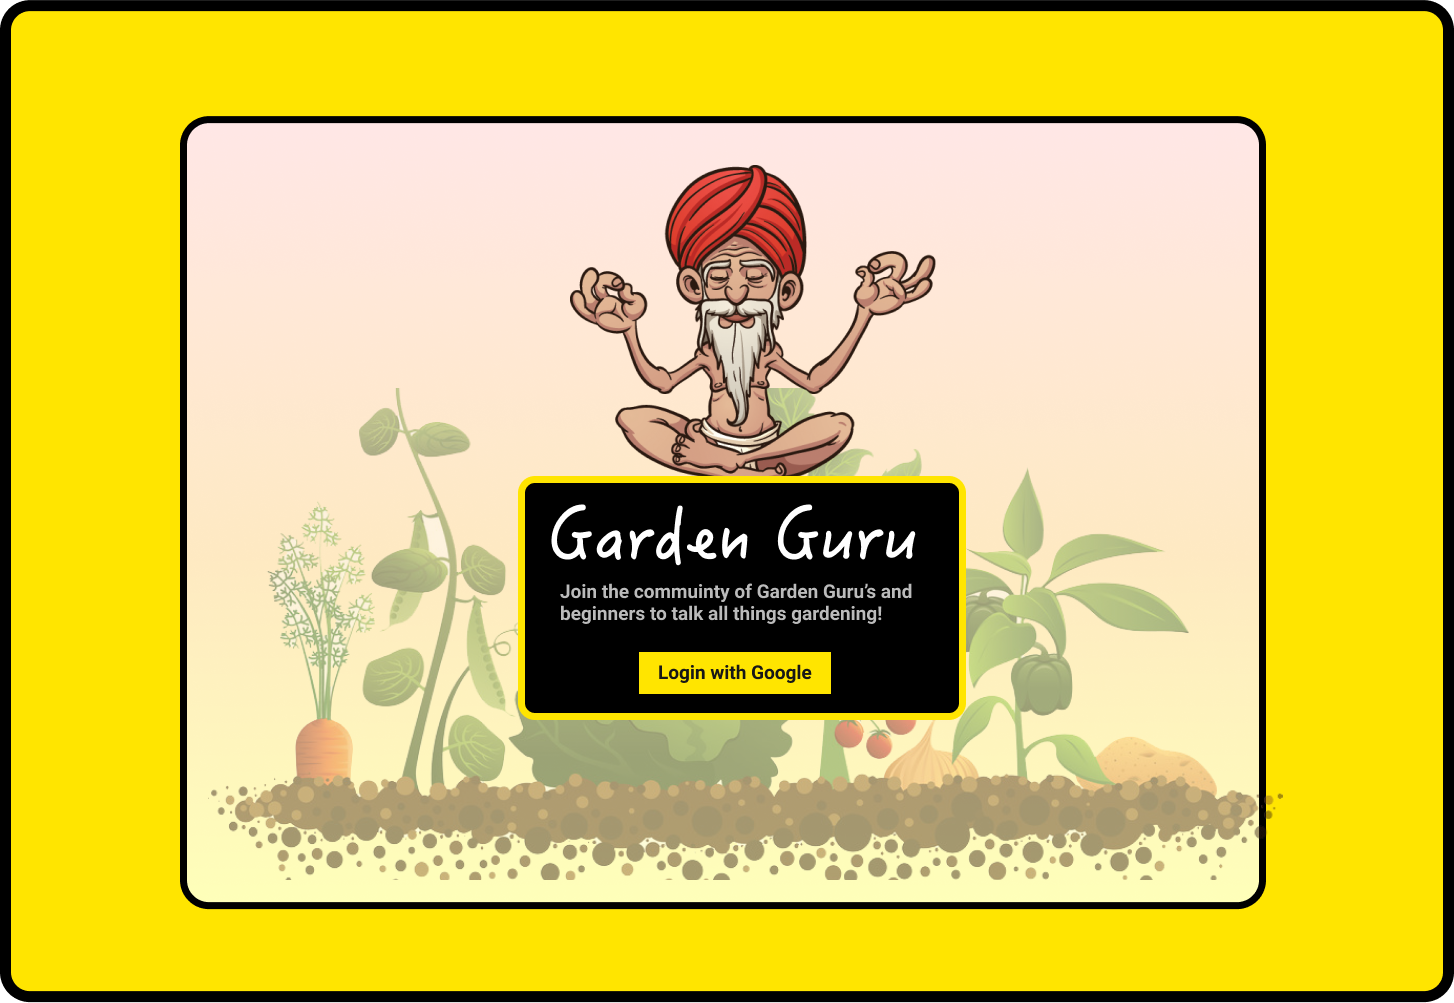 Garden Guru
Join the commuinty of Garden Guru's and
beginners to talk all things gardening!
Login with Google